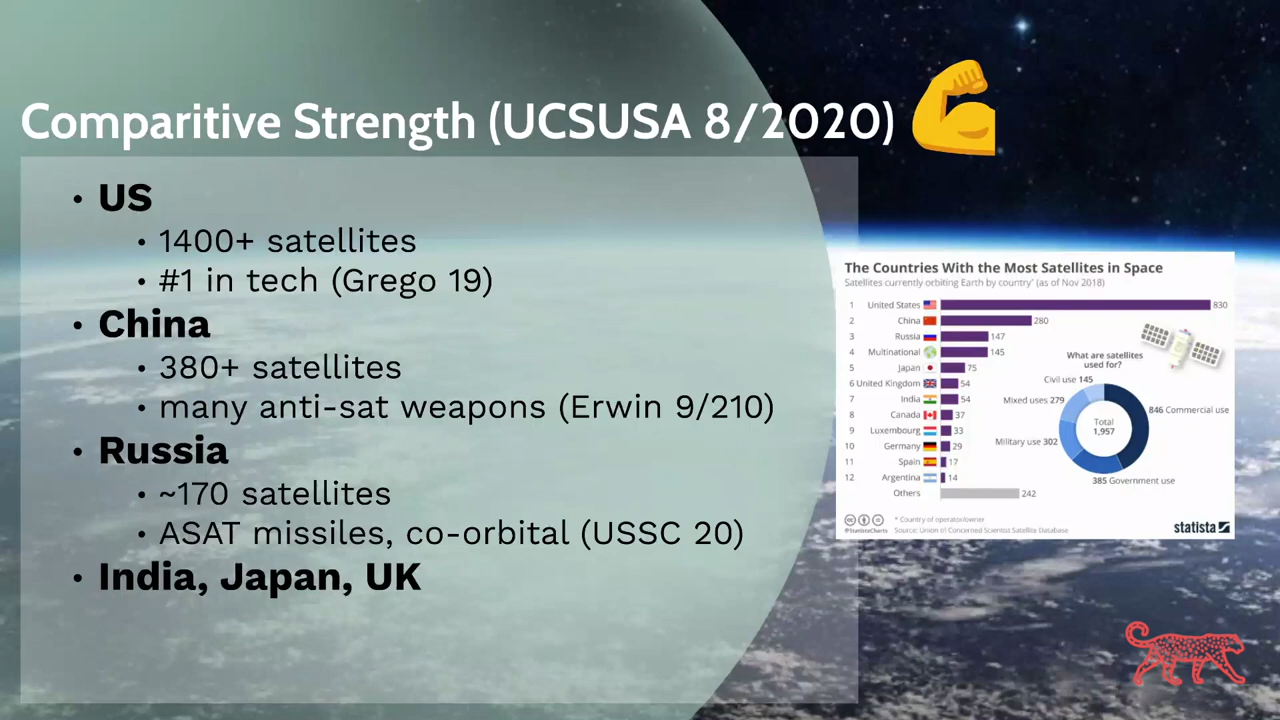 Comparitive Strength (UCSUSA 8/2020)
• US
• 1400+ satellites
• #1 in tech (Grego 19)
• China
• 380+ satellites
• many anti-sat weapons (Erwin 9/210)
• Russia
• ~170 satellites
• ASAT missiles, co-orbital (USSC 20)
• India, Japan, UK
The Countries With the Most Satellites in Space
Satellites currently orbiting Earth by country* (as of Nov 2018)
1 United States 830
2 China 280
3 Russia 147
4 Multinational 145
5 Japan 75
6 United Kingdom 54
7 India 54
8 Canada 37
9 Luxembourg 33
10 Germany 29
11 Spain 17
12 Argentina 14
Others 242
What are satellites
used for?
Civil use 145
Mixed uses 279
846 Commercial use
Total
1,957
Military use 302
385 Government use
* Country of operator/owner
@StatistaCharts Source: Union of Concerned Scientist Satellite Database
statista